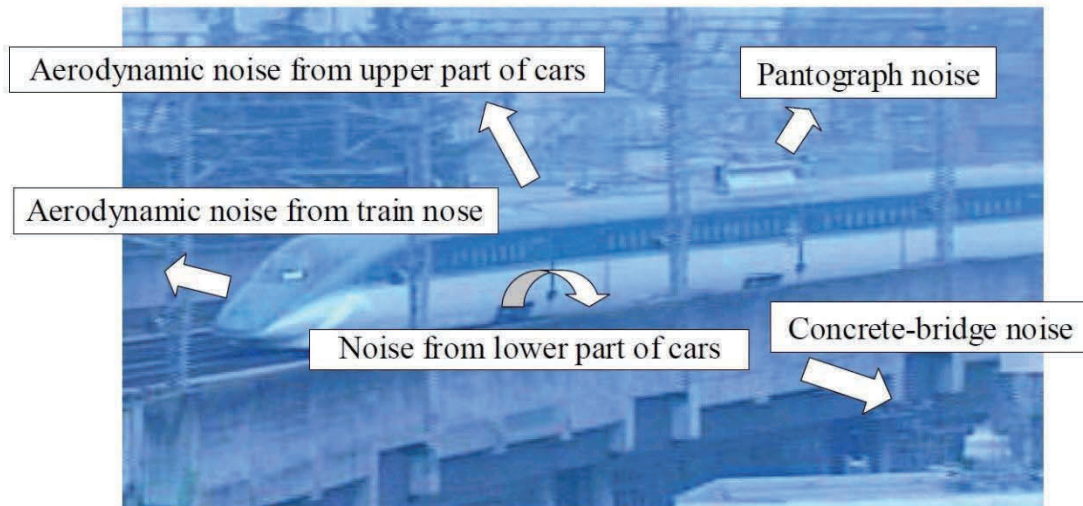 Aerodynamic noise from upper part of cars
Pantograph noise
Aerodynamic noise from train nose
Noise from lower part of cars
Concrete-bridge noise